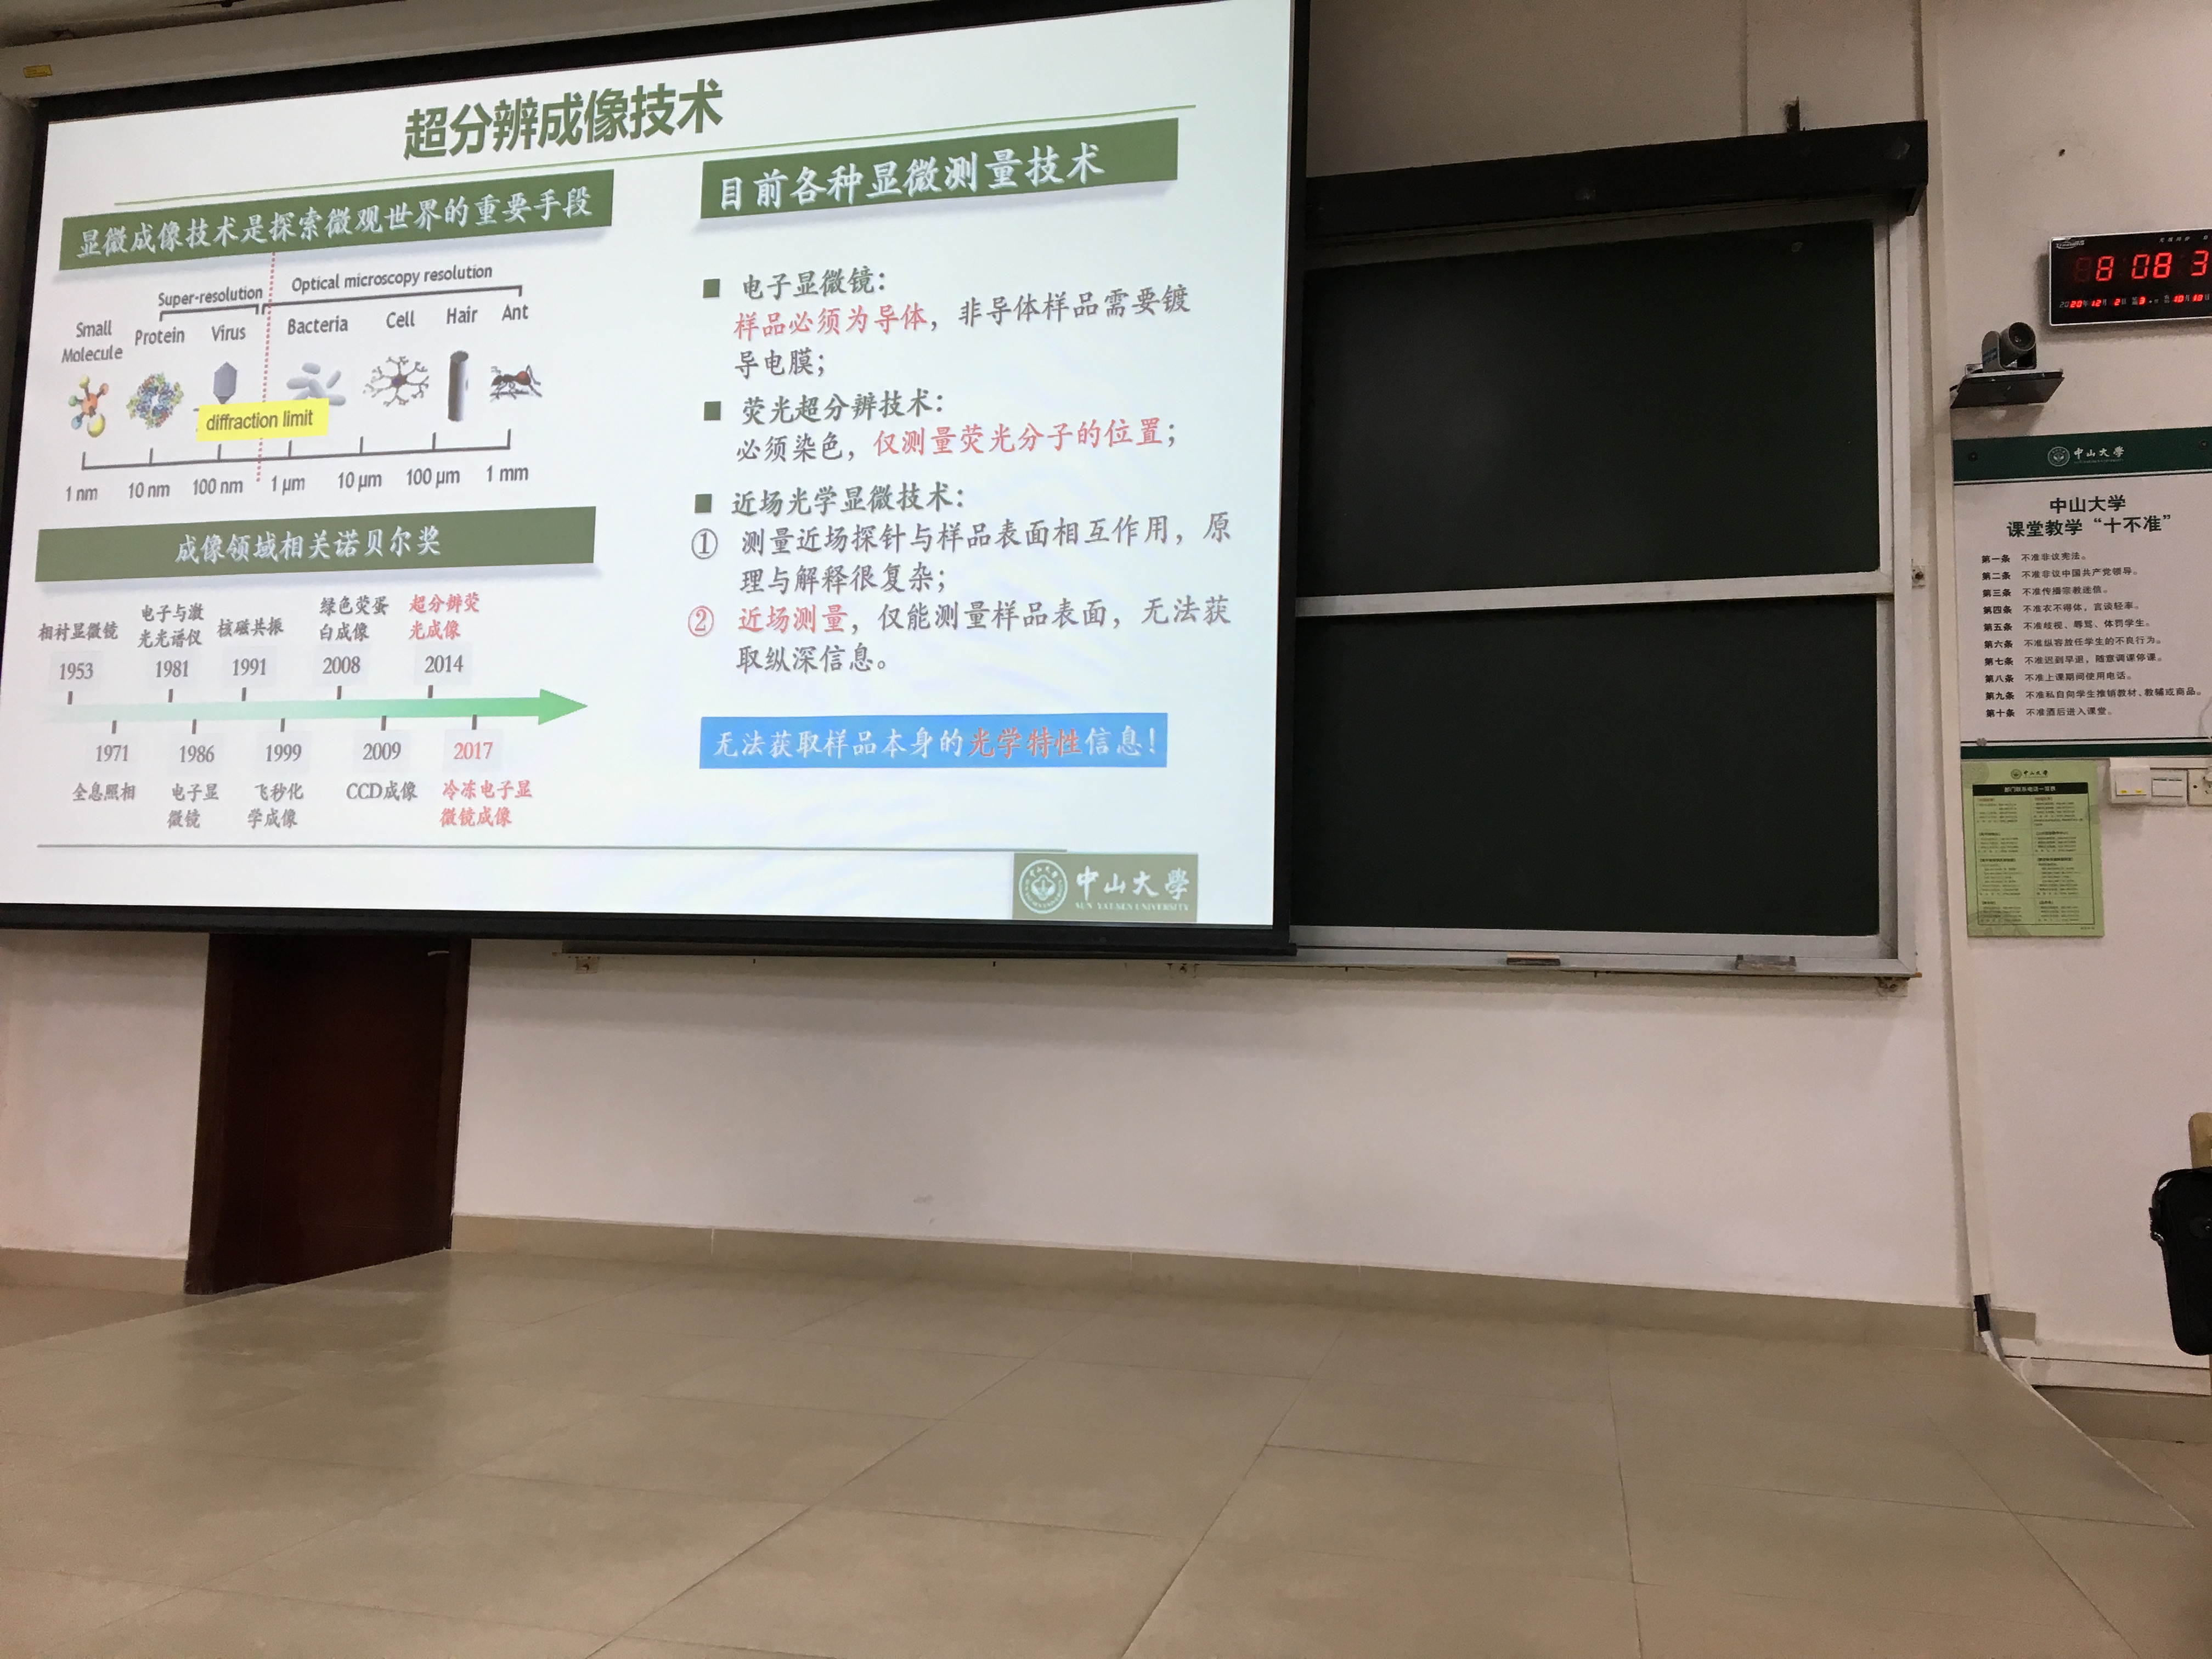 超分辨成像技术
显微成像技术是探索微观世界的重要手段
Super-resolution
Optical microscopy resolution
Small
Molecule
Protein
Virus
Bacteria
Cell
Hair
Ant
diffraction limit
1 nm
10 nm
100 nm
1 µm
10 µm
100 µm
1 mm
成像领域相关诺贝尔奖
相衬显微镜
1953
电子与激
光光谱仪
1981
核磁共振
1991
绿色荧蛋
白成像
2008
超分辨荧
光成像
2014
1971
全息照相
1986
电子显
微镜
1999
飞秒化
学成像
2009
CCD成像
2017
冷冻电子显
微镜成像
目前各种显微测量技术
■ 电子显微镜：
样品必须为导体，非导体样品需要镀
导电膜；
■ 荧光超分辨技术：
必须染色，仅测量荧光分子的位置；
■ 近场光学显微技术：
① 测量近场探针与样品表面相互作用，原
理与解释很复杂；
② 近场测量，仅能测量样品表面，无法获
取纵深信息。
无法获取样品本身的光学特性信息！
中山大學
SUN YAT-SEN UNIVERSITY
8 08 3
中山大學
中山大学
课堂教学“十不准”
第一条 不准非议宪法。
第二条 不准非议中国共产党领导。
第三条 不准传播宗教迷信。
第四条 不准衣不得体，言谈轻率。
第五条 不准歧视、辱骂、体罚学生。
第六条 不准纵容放任学生的不良行为。
第七条 不准迟到早退，随意调课停课。
第八条 不准上课期间使用电话。
第九条 不准私自向学生推销教材、教辅或商品。
第十条 不准酒后进入课堂。
中山大學